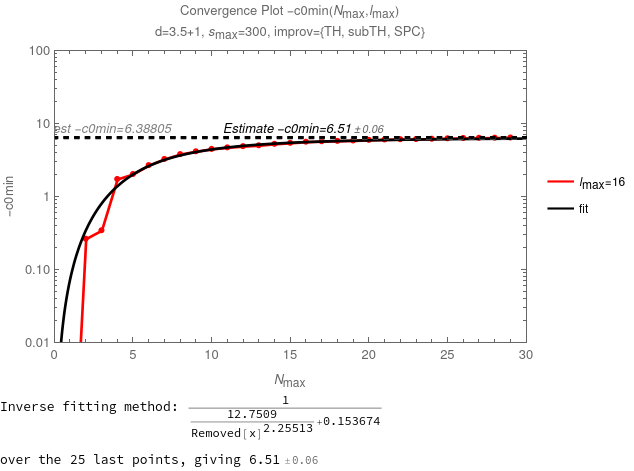 Convergence Plot −c0min(Nmax,lmax)
d=3.5+1, smax=300, improv={TH, subTH, SPC}
100
10
1
0.10
0.01
−c0min
est −c0min=6.38805
Estimate −c0min=6.51 ±0.06
lmax=16
fit
0 5 10 15 20 25 30
Nmax
Inverse fitting method: 1
12.7509
Removed[x]2.25513 +0.153674
over the 25 last points, giving 6.51 ±0.06